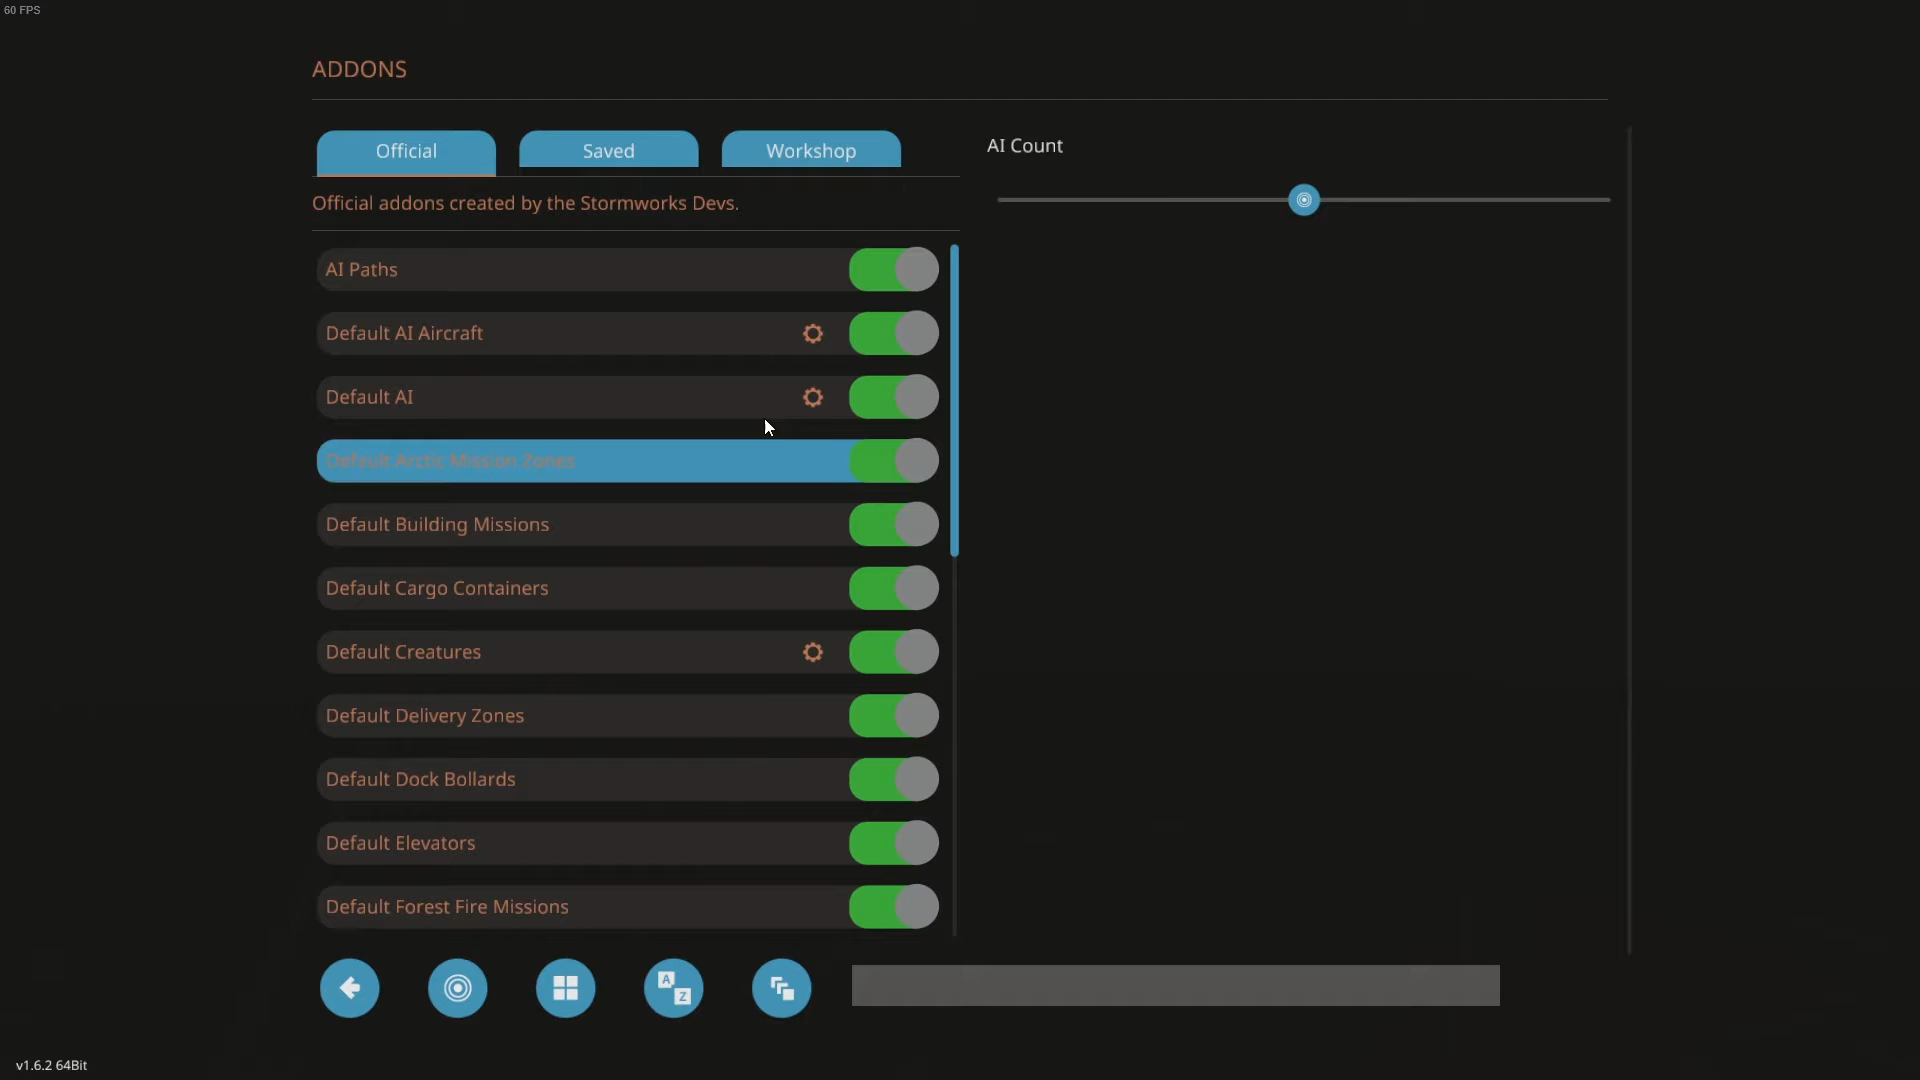 60 FPS
ADDONS
Official
Saved
Workshop
Official addons created by the Stormworks Devs.
AI Paths
Default AI Aircraft
Default AI
Default Arctic Mission Zones
Default Building Missions
Default Cargo Containers
Default Creatures
Default Delivery Zones
Default Dock Bollards
Default Elevators
Default Forest Fire Missions
AI Count
A
Z
v1.6.2 64Bit